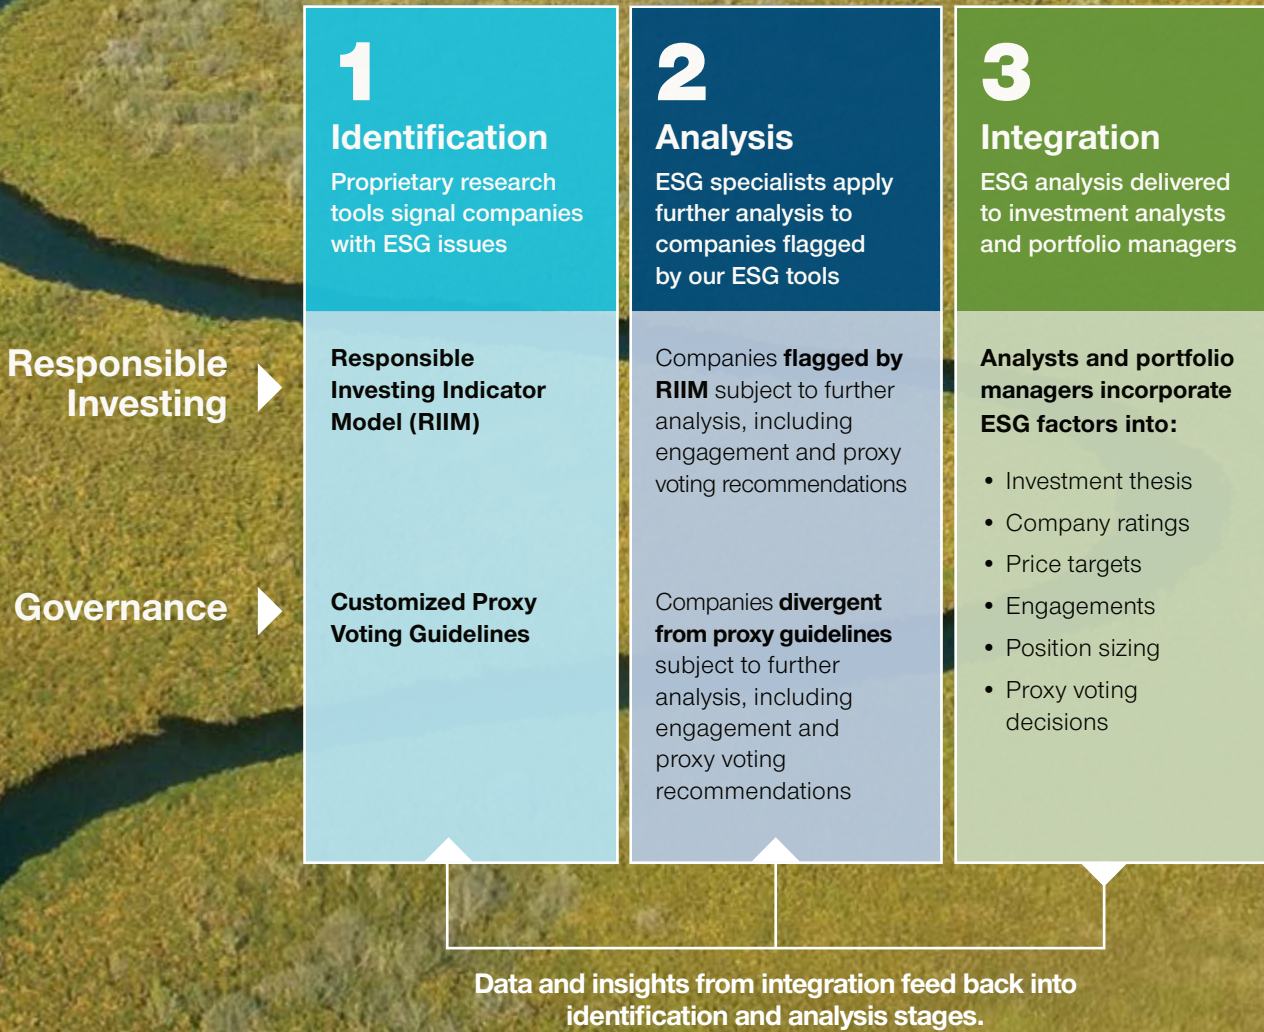 1
Identification
Proprietary research
tools signal companies
with ESG issues
2
Analysis
ESG specialists apply
further analysis to
companies flagged
by our ESG tools
3
Integration
ESG analysis delivered
to investment analysts
and portfolio managers
Responsible
Investing
Responsible
Investing Indicator
Model (RIIM)
Companies flagged by
RIIM subject to further
analysis, including
engagement and proxy
voting recommendations
Governance
Customized Proxy
Voting Guidelines
Companies divergent
from proxy guidelines
subject to further
analysis, including
engagement and
proxy voting
recommendations
Analysts and portfolio
managers incorporate
ESG factors into:
• Investment thesis
• Company ratings
• Price targets
• Engagements
• Position sizing
• Proxy voting
decisions
Data and insights from integration feed back into
identification and analysis stages.